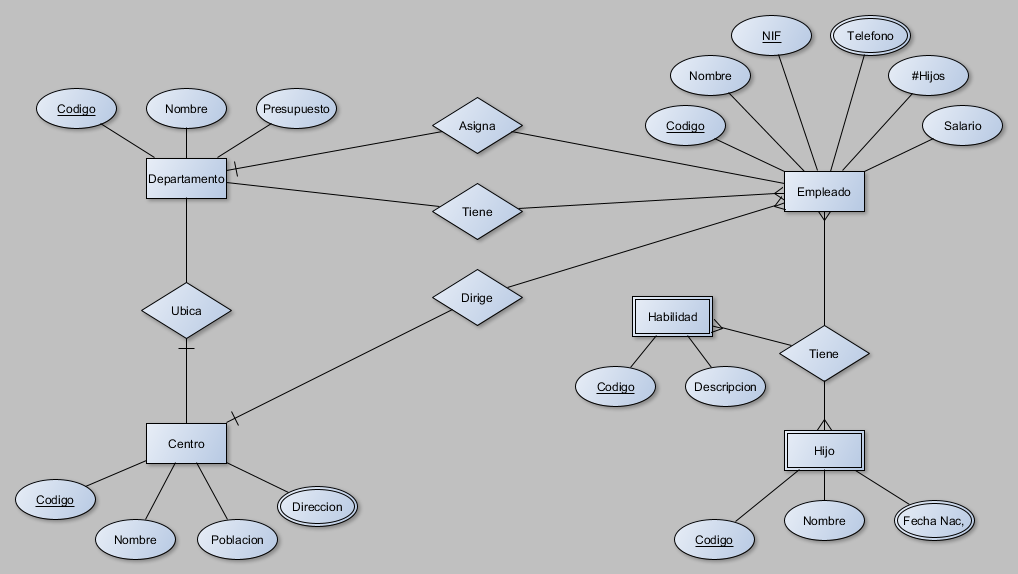 NIF
Telefono
Nombre
#Hijos
Codigo
Nombre
Presupuesto
Asigna
Codigo
Salario
Departamento
Empleado
Tiene
Dirige
Ubica
Habilidad
Tiene
Codigo
Descripcion
Centro
Hijo
Codigo
Direccion
Nombre
Poblacion
Codigo
Nombre
Fecha Nac,